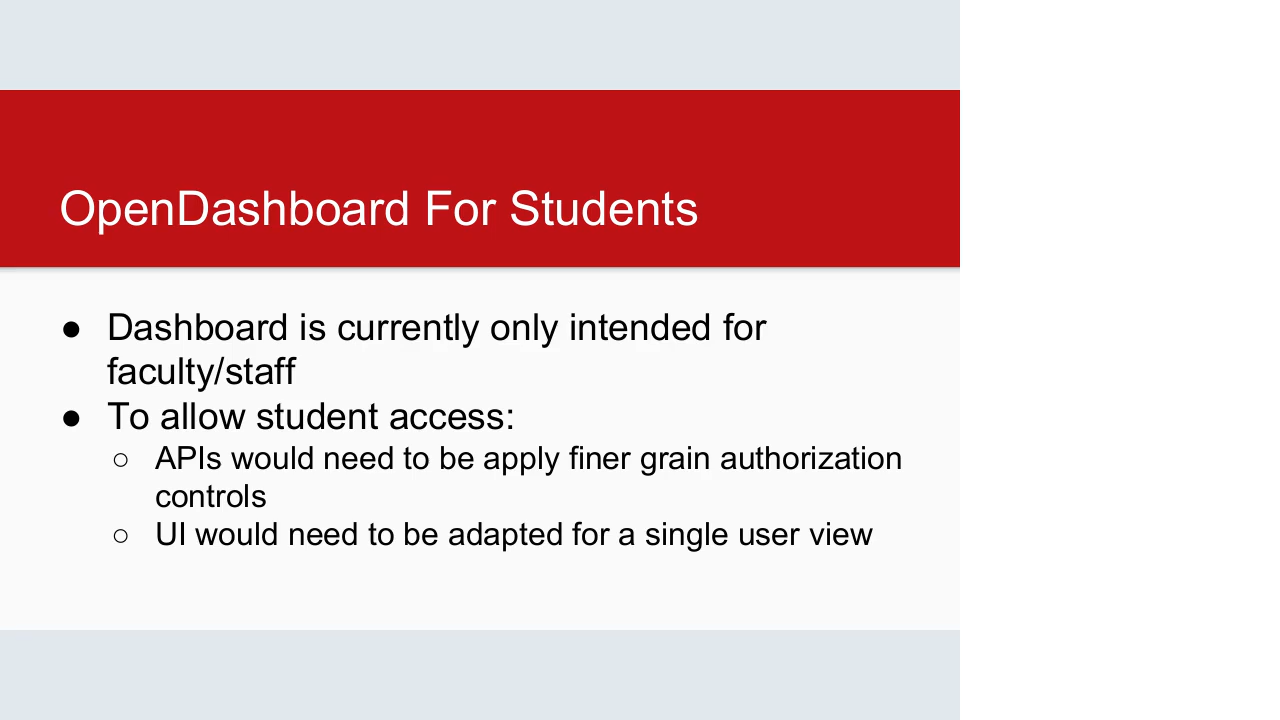 OpenDashboard For Students
● Dashboard is currently only intended for
faculty/staff
● To allow student access:
○ APIs would need to be apply finer grain authorization
controls
○ UI would need to be adapted for a single user view